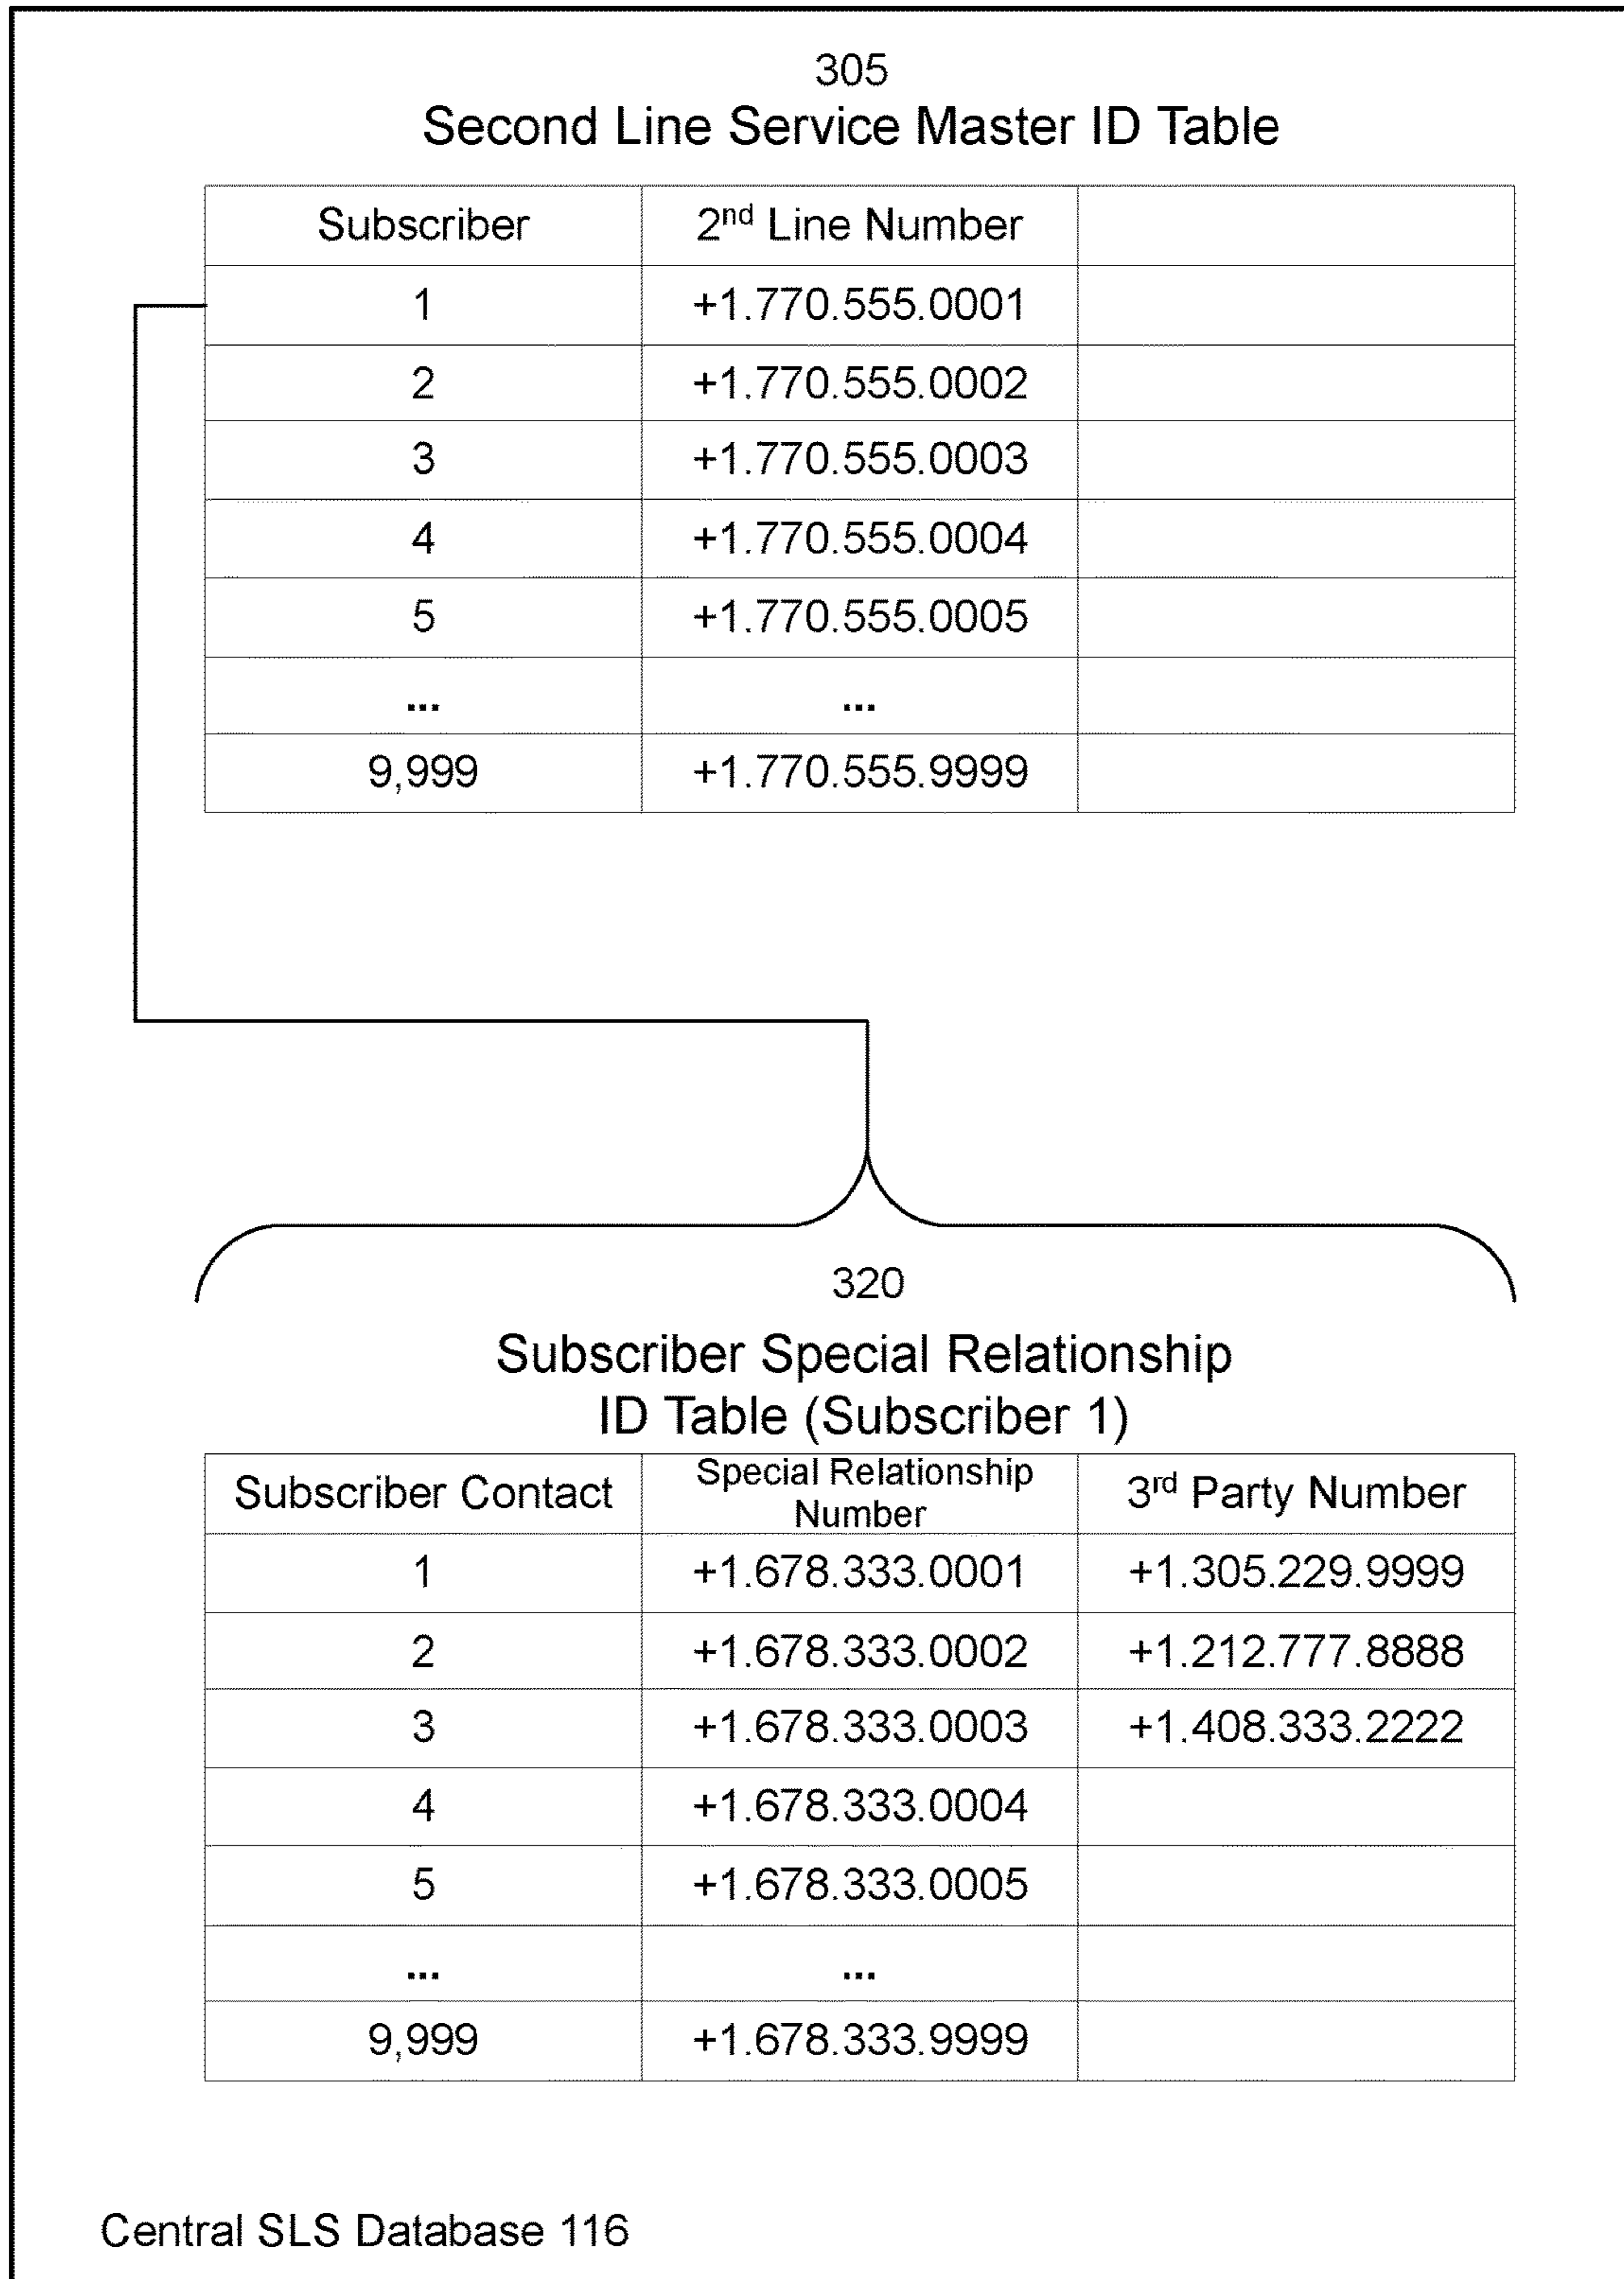 305
Second Line Service Master ID Table
Subscriber 2nd Line Number
1 +1.770.555.0001
2 +1.770.555.0002
3 +1.770.555.0003
4 +1.770.555.0004
5 +1.770.555.0005
... ...
9,999 +1.770.555.9999
320
Subscriber Special Relationship
ID Table (Subscriber 1)
Subscriber Contact Special Relationship Number 3rd Party Number
1 +1.678.333.0001 +1.305.229.9999
2 +1.678.333.0002 +1.212.777.8888
3 +1.678.333.0003 +1.408.333.2222
4 +1.678.333.0004
5 +1.678.333.0005
... ...
9,999 +1.678.333.9999
Central SLS Database 116